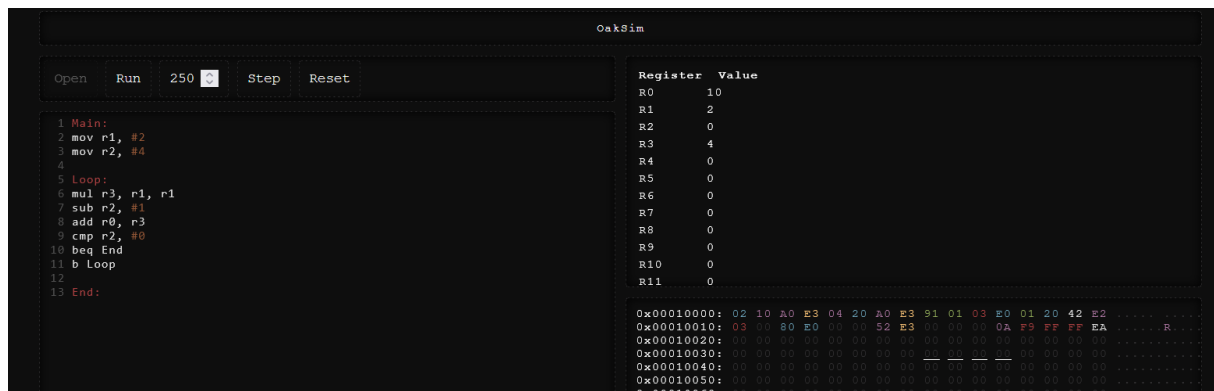 OakSim
Open Run 250 Step Reset
1 Main:
2 mov r1, #2
3 mov r2, #4
4
5 Loop:
6 mul r3, r1, r1
7 sub r2, #1
8 add r0, r3
9 cmp r2, #0
10 beq End
11 b Loop
12
13 End:
Register Value
R0 10
R1 2
R2 0
R3 4
R4 0
R5 0
R6 0
R7 0
R8 0
R9 0
R10 0
R11 0
0x00010000: 02 10 A0 E3 04 20 A0 E3 91 01 03 E0 01 20 42 E2 ...... .....
0x00010010: 03 00 80 E0 00 00 52 E3 00 00 00 0A F9 FF FF EA ......R....
0x00010020: 00 00 00 00 00 00 00 00 00 00 00 00 00 00 00 00 ............
0x00010030: 00 00 00 00 00 00 00 00 00 00 00 00 00 00 00 00 ............
0x00010040: 00 00 00 00 00 00 00 00 00 00 00 00 00 00 00 00 ............
0x00010050: 00 00 00 00 00 00 00 00 00 00 00 00 00 00 00 00 ............